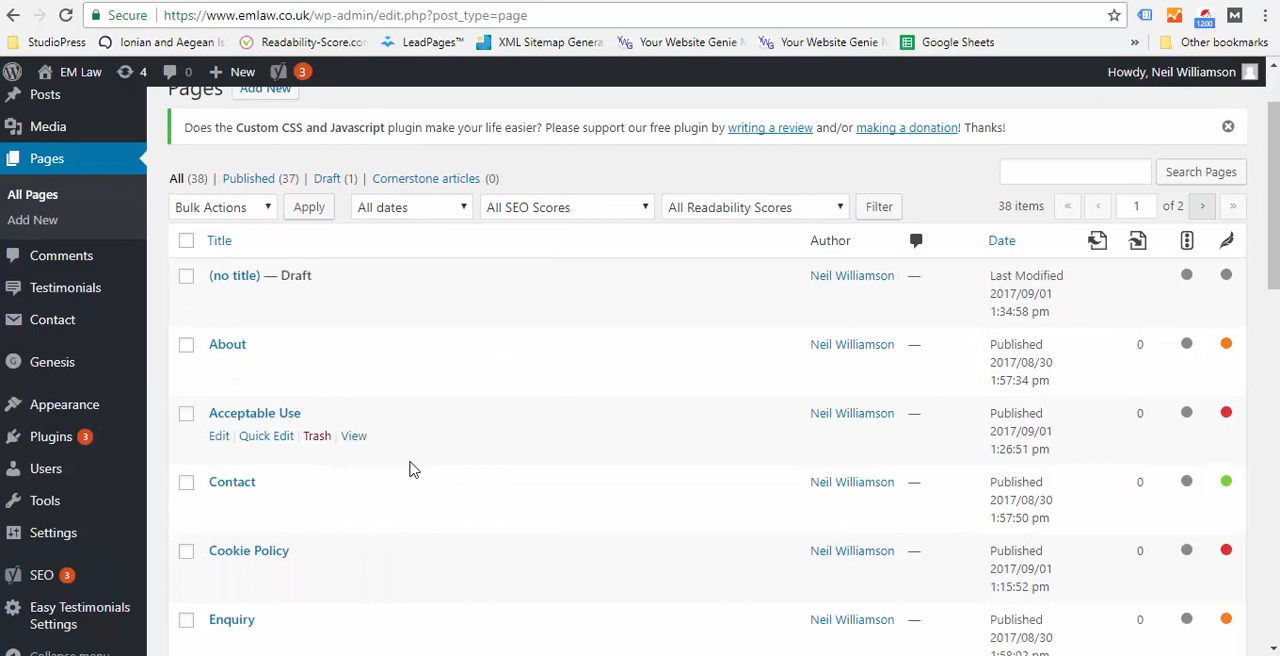 Secure | https://www.emlaw.co.uk/wp-admin/edit.php?post_type=page
1200
StudioPress Ionian and Aegean Is Readability-Score.co LeadPages™ XML Sitemap Genera Your Website Genie Your Website Genie Google Sheets » Other bookmarks
EM Law 4 0 New 3 Howdy, Neil Williamson
Posts
Media
Pages
All Pages
Add New
Comments
Testimonials
Contact
Genesis
Appearance
Plugins 3
Users
Tools
Settings
SEO 3
Easy Testimonials
Settings
Collapse menu
Pages Add New
Does the Custom CSS and Javascript plugin make your life easier? Please support our free plugin by writing a review and/or making a donation! Thanks!
All (38) | Published (37) | Draft (1) | Cornerstone articles (0)
Search Pages
Bulk Actions Apply All dates All SEO Scores All Readability Scores Filter
38 items « ‹ 1 of 2 › »
Title Author Date
(no title) — Draft Neil Williamson — Last Modified
2017/09/01
1:34:58 pm
About Neil Williamson — Published 0
2017/08/30
1:57:34 pm
Acceptable Use Neil Williamson — Published 0
Edit | Quick Edit | Trash | View
2017/09/01
1:26:51 pm
Contact Neil Williamson — Published 0
2017/08/30
1:57:50 pm
Cookie Policy Neil Williamson — Published 0
2017/09/01
1:15:52 pm
Enquiry Neil Williamson — Published 0
2017/08/30
1:58:02 pm